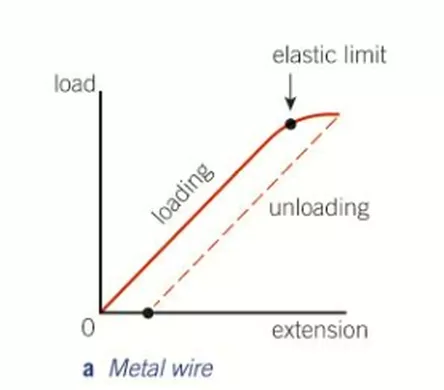 elastic limit
load
loading
unloading
0
extension
a Metal wire